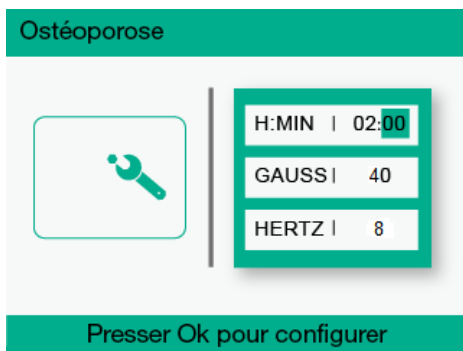 Ostéoporose
H:MIN | 02:00
GAUSS | 40
HERTZ | 8
Presser Ok pour configurer